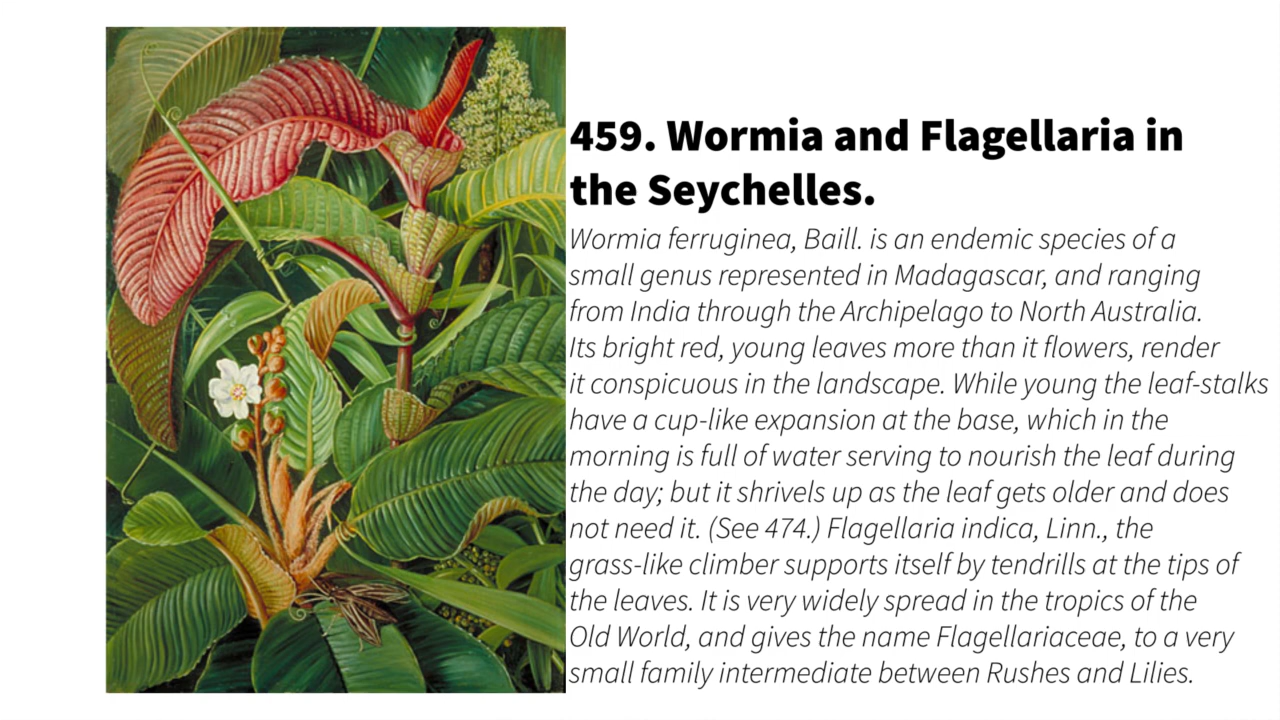 459. Wormia and Flagellaria in
the Seychelles.
Wormia ferruginea, Baill. is an endemic species of a
small genus represented in Madagascar, and ranging
from India through the Archipelago to North Australia.
Its bright red, young leaves more than it flowers, render
it conspicuous in the landscape. While young the leaf-stalks
have a cup-like expansion at the base, which in the
morning is full of water serving to nourish the leaf during
the day; but it shrivels up as the leaf gets older and does
not need it. (See 474.) Flagellaria indica, Linn., the
grass-like climber supports itself by tendrills at the tips of
the leaves. It is very widely spread in the tropics of the
Old World, and gives the name Flagellariaceae, to a very
small family intermediate between Rushes and Lilies.